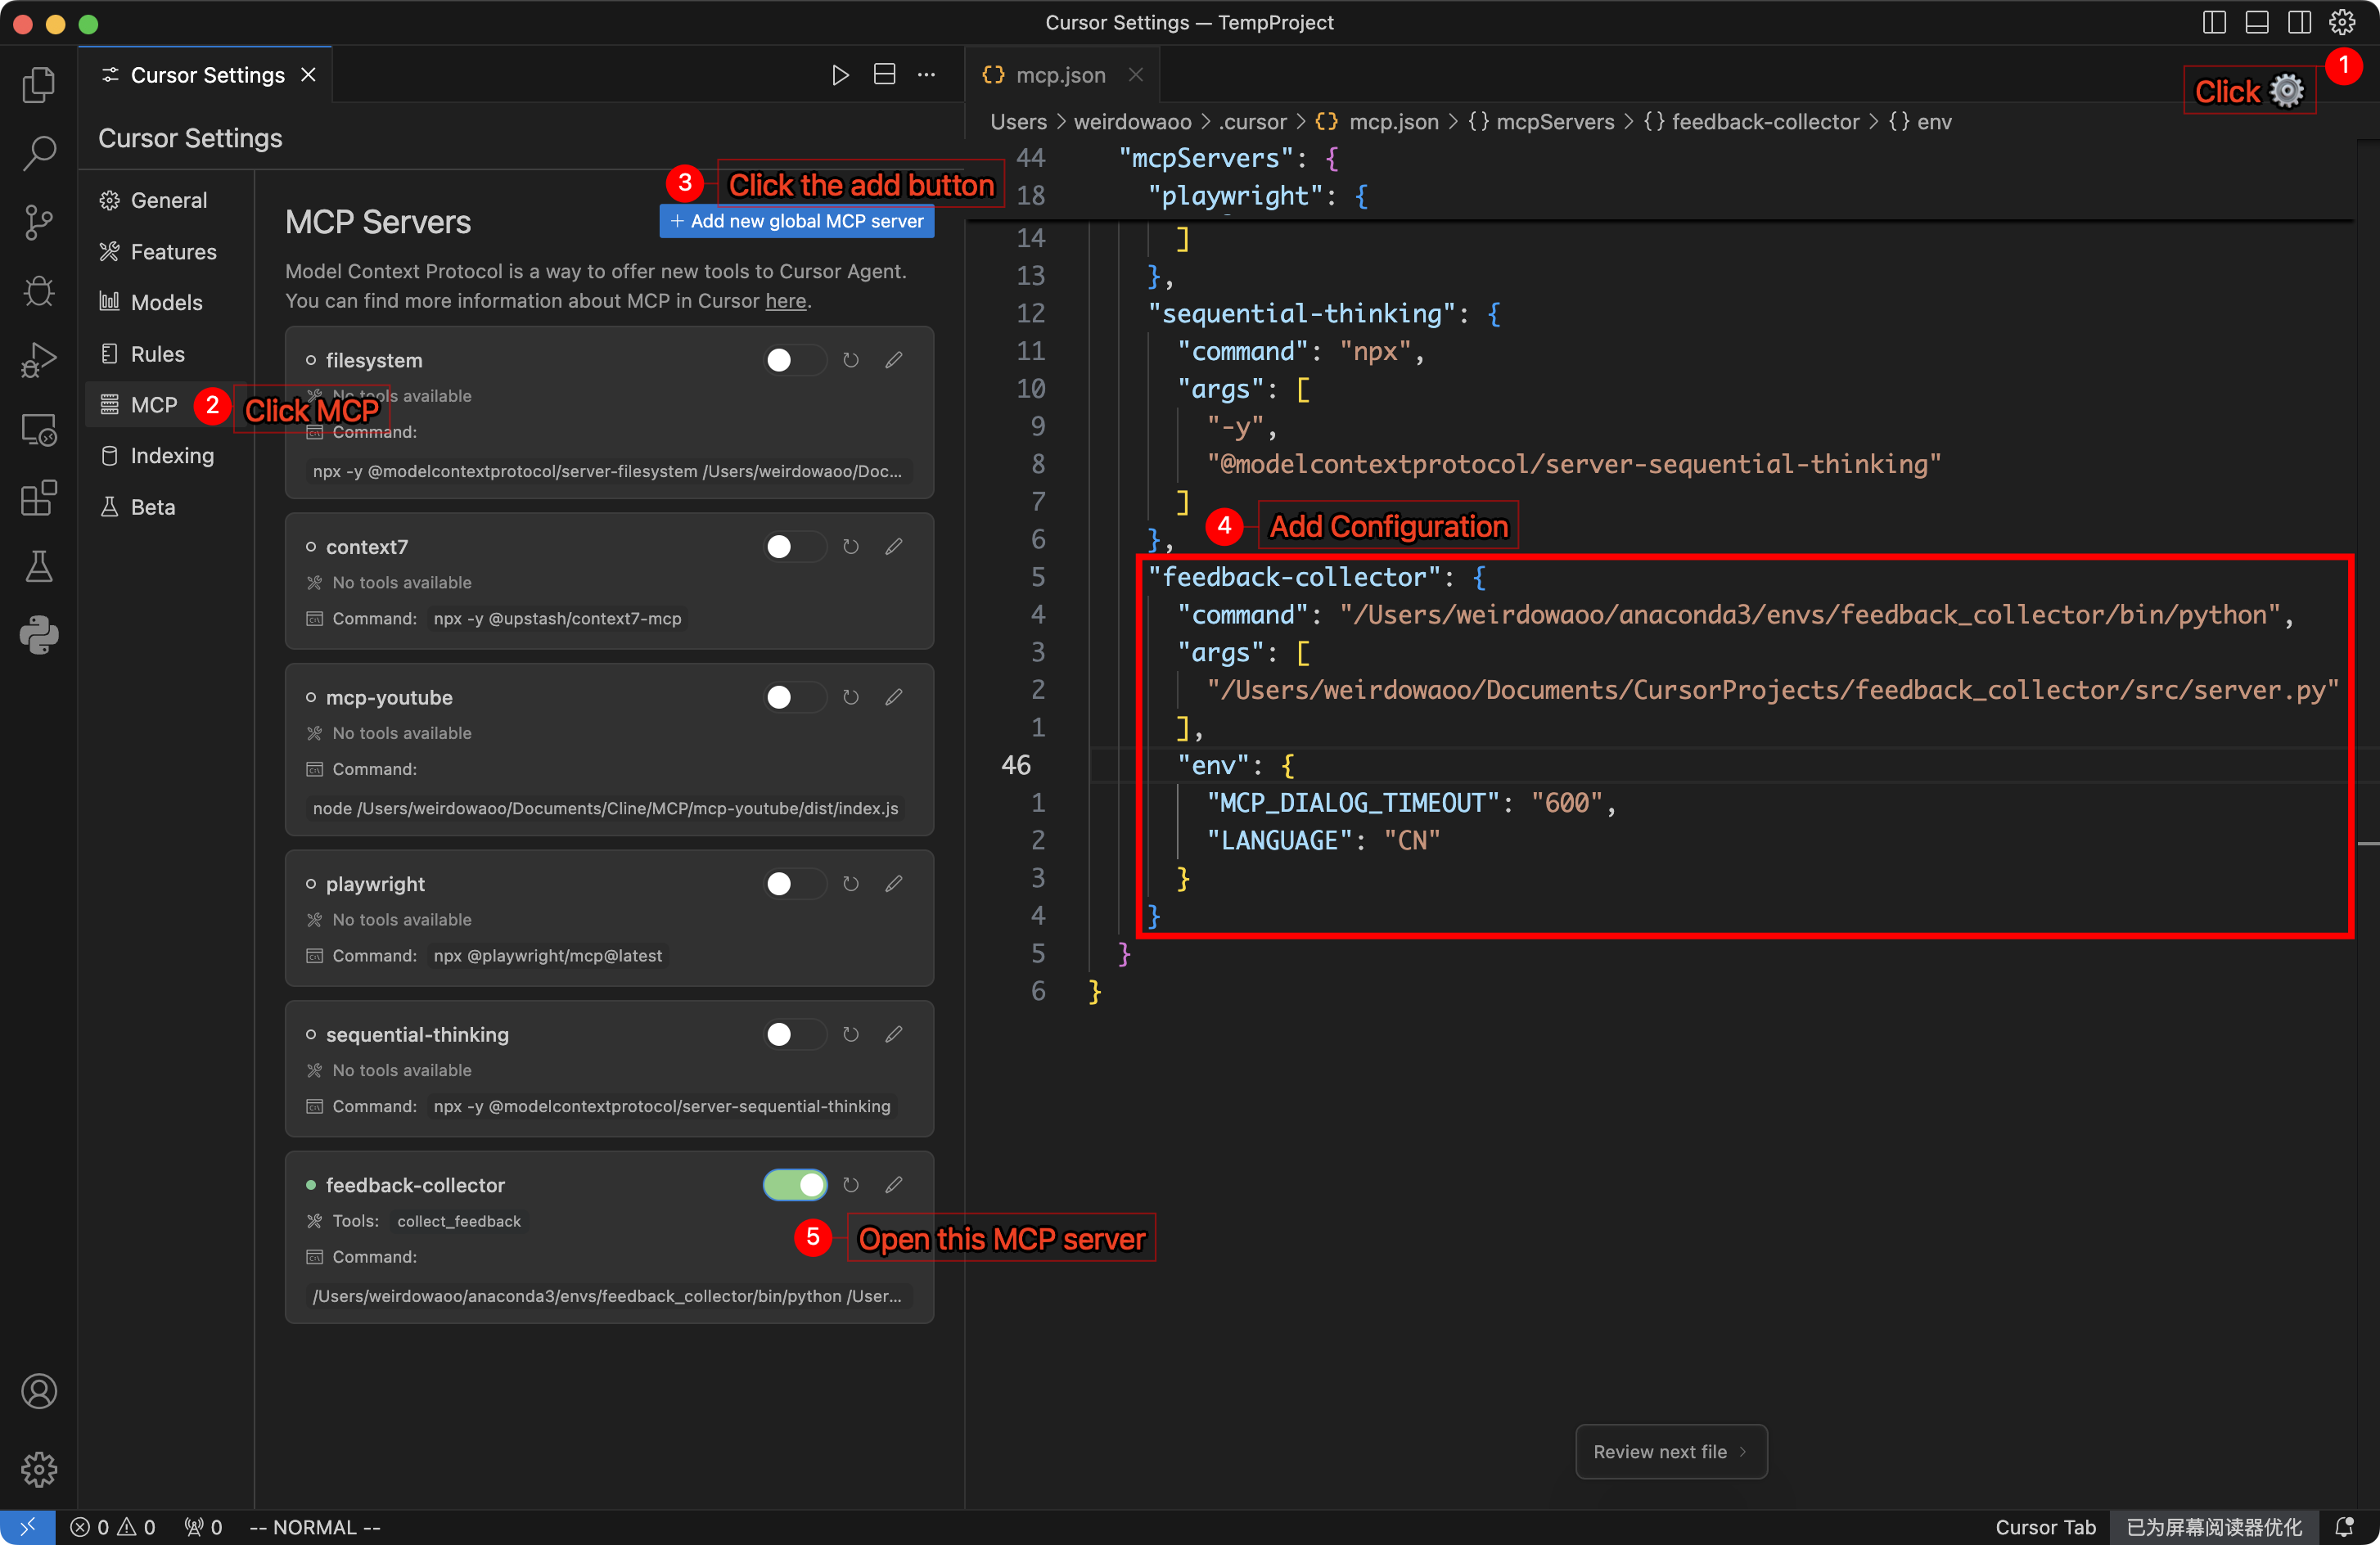 Cursor Settings — TempProject
Cursor Settings
mcp.json
1
Click
Cursor Settings
Users > weirdowaoo > .cursor > {} mcp.json > {} mcpServers > {} feedback-collector > {} env
General
Features
Models
Rules
MCP
2
Click MCP
Indexing
Beta
3
Click the add button
MCP Servers
+ Add new global MCP server
Model Context Protocol is a way to offer new tools to Cursor Agent.
You can find more information about MCP in Cursor here.
filesystem
No tools available
Command:
npx -y @modelcontextprotocol/server-filesystem /Users/weirdowaoo/Doc...
context7
No tools available
Command: npx -y @upstash/context7-mcp
mcp-youtube
No tools available
Command:
node /Users/weirdowaoo/Documents/Cline/MCP/mcp-youtube/dist/index.js
playwright
No tools available
Command: npx @playwright/mcp@latest
sequential-thinking
No tools available
Command: npx -y @modelcontextprotocol/server-sequential-thinking
feedback-collector
Tools: collect_feedback
Command:
/Users/weirdowaoo/anaconda3/envs/feedback_collector/bin/python /User...
5
Open this MCP server
44 "mcpServers": {
18 "playwright": {
14 ]
13 },
12 "sequential-thinking": {
11 "command": "npx",
10 "args": [
9 "-y",
8 "@modelcontextprotocol/server-sequential-thinking"
7 ]
6 },
4
Add Configuration
5 "feedback-collector": {
4 "command": "/Users/weirdowaoo/anaconda3/envs/feedback_collector/bin/python",
3 "args": [
2 "/Users/weirdowaoo/Documents/CursorProjects/feedback_collector/src/server.py"
1 ],
46 "env": {
1 "MCP_DIALOG_TIMEOUT": "600",
2 "LANGUAGE": "CN"
3 }
4 }
5 }
6 }
Review next file >
0 0 0 -- NORMAL --
Cursor Tab 已为屏幕阅读器优化